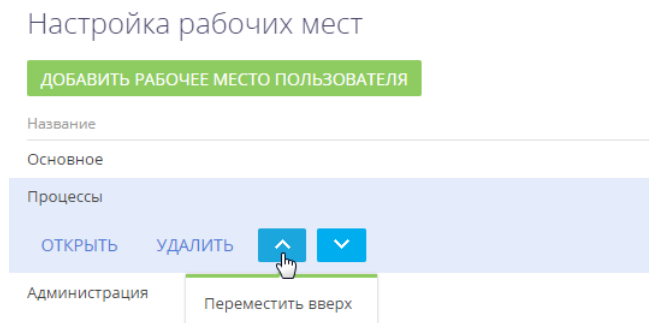 Настройка рабочих мест
ДОБАВИТЬ РАБОЧЕЕ МЕСТО ПОЛЬЗОВАТЕЛЯ
Название
Основное
Процессы
ОТКРЫТЬ УДАЛИТЬ
Администрация
Переместить вверх